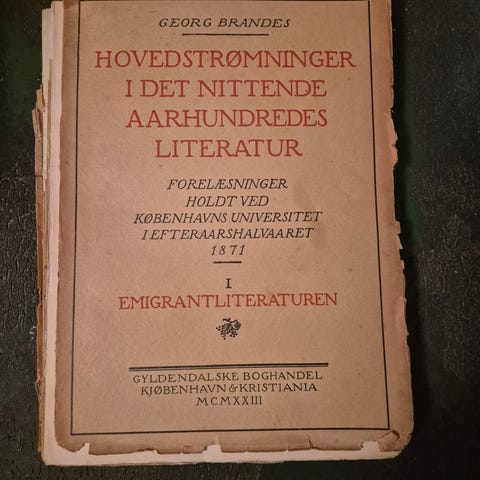 GEORG BRANDES
HOVEDSTRØMNINGER
I DET NITTENDE
AARHUNDREDES
LITERATUR
FORELÆSNINGER
HOLDT VED
KØBENHAVNS UNIVERSITET
I EFTERAARSHALVAARET
1871
I
EMIGRANTLITERATUREN
GYLDENDALSKE BOGHANDEL
KJØBENHAVN & KRISTIANIA
MCMXXIII